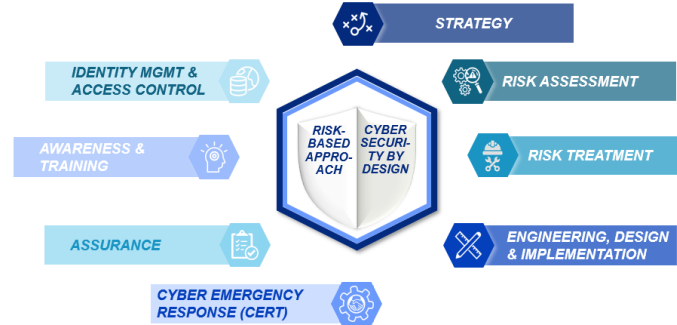 STRATEGY
IDENTITY MGMT &
ACCESS CONTROL
RISK ASSESSMENT
RISK-
BASED
APPRO-
ACH
CYBER
SECURI-
TY BY
DESIGN
AWARENESS &
TRAINING
RISK TREATMENT
ASSURANCE
ENGINEERING, DESIGN
& IMPLEMENTATION
CYBER EMERGENCY
RESPONSE (CERT)